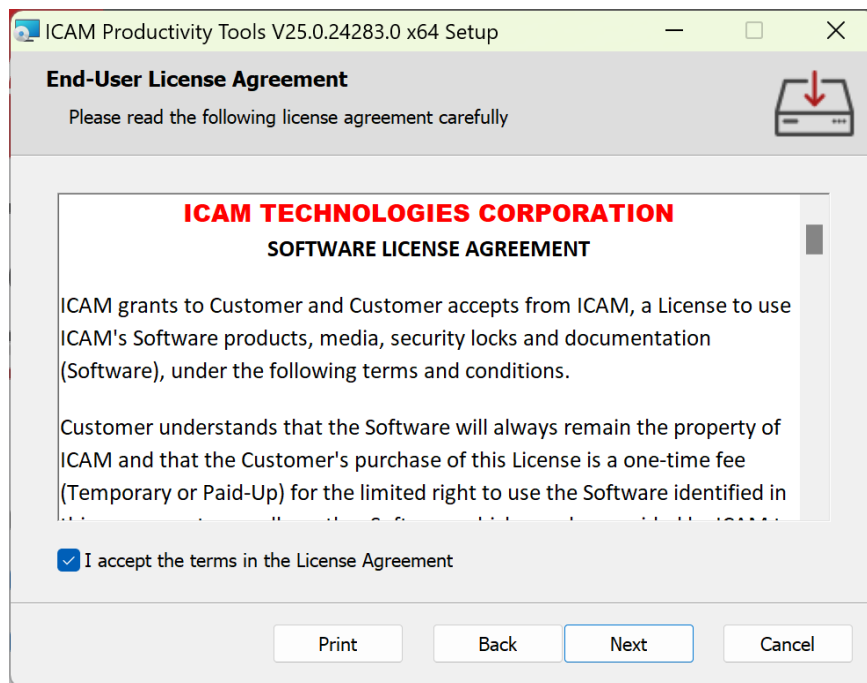 ICAM Productivity Tools V25.0.24283.0 x64 Setup
End-User License Agreement
Please read the following license agreement carefully
ICAM TECHNOLOGIES CORPORATION
SOFTWARE LICENSE AGREEMENT
ICAM grants to Customer and Customer accepts from ICAM, a License to use
ICAM's Software products, media, security locks and documentation
(Software), under the following terms and conditions.
Customer understands that the Software will always remain the property of
ICAM and that the Customer's purchase of this License is a one-time fee
(Temporary or Paid-Up) for the limited right to use the Software identified in
I accept the terms in the License Agreement
Print Back Next Cancel